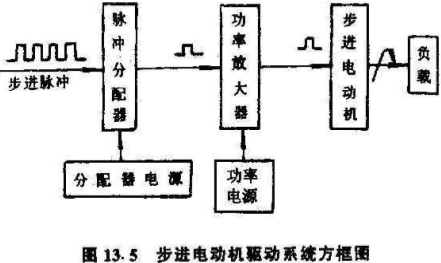 步进脉冲
脉冲分配器
功率放大器
步进电动机
负载
分配器电源
功率
电源
图 13.5 步进电动机驱动系统方框图